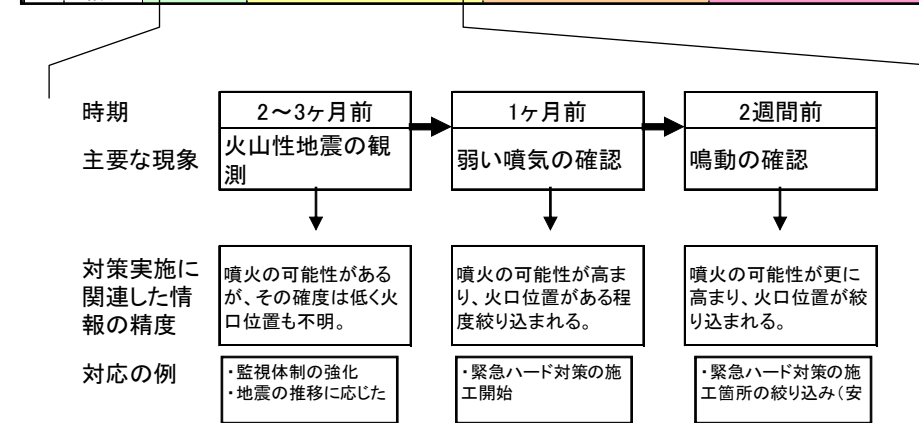 時期
2～3ヶ月前
1ヶ月前
2週間前
主要な現象
火山性地震の観
測
弱い噴気の確認
鳴動の確認
対策実施に
関連した情
報の精度
噴火の可能性がある
が、その確度は低く火
口位置も不明。
噴火の可能性が高ま
り、火口位置がある程
度絞り込まれる。
噴火の可能性が更に
高まり、火口位置が絞
り込まれる。
対応の例
・監視体制の強化
・地震の推移に応じた
・緊急ハード対策の施
工開始
・緊急ハード対策の施
工箇所の絞り込み（安